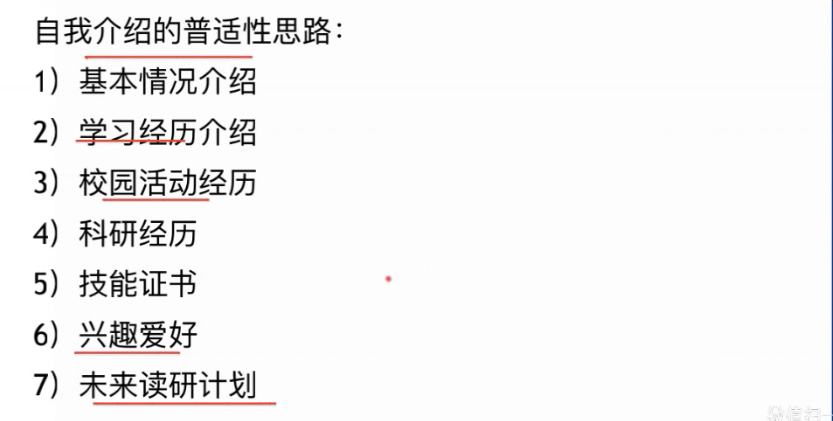 自我介绍的普适性思路：
1）基本情况介绍
2）学习经历介绍
3）校园活动经历
4）科研经历
5）技能证书
6）兴趣爱好
7）未来读研计划